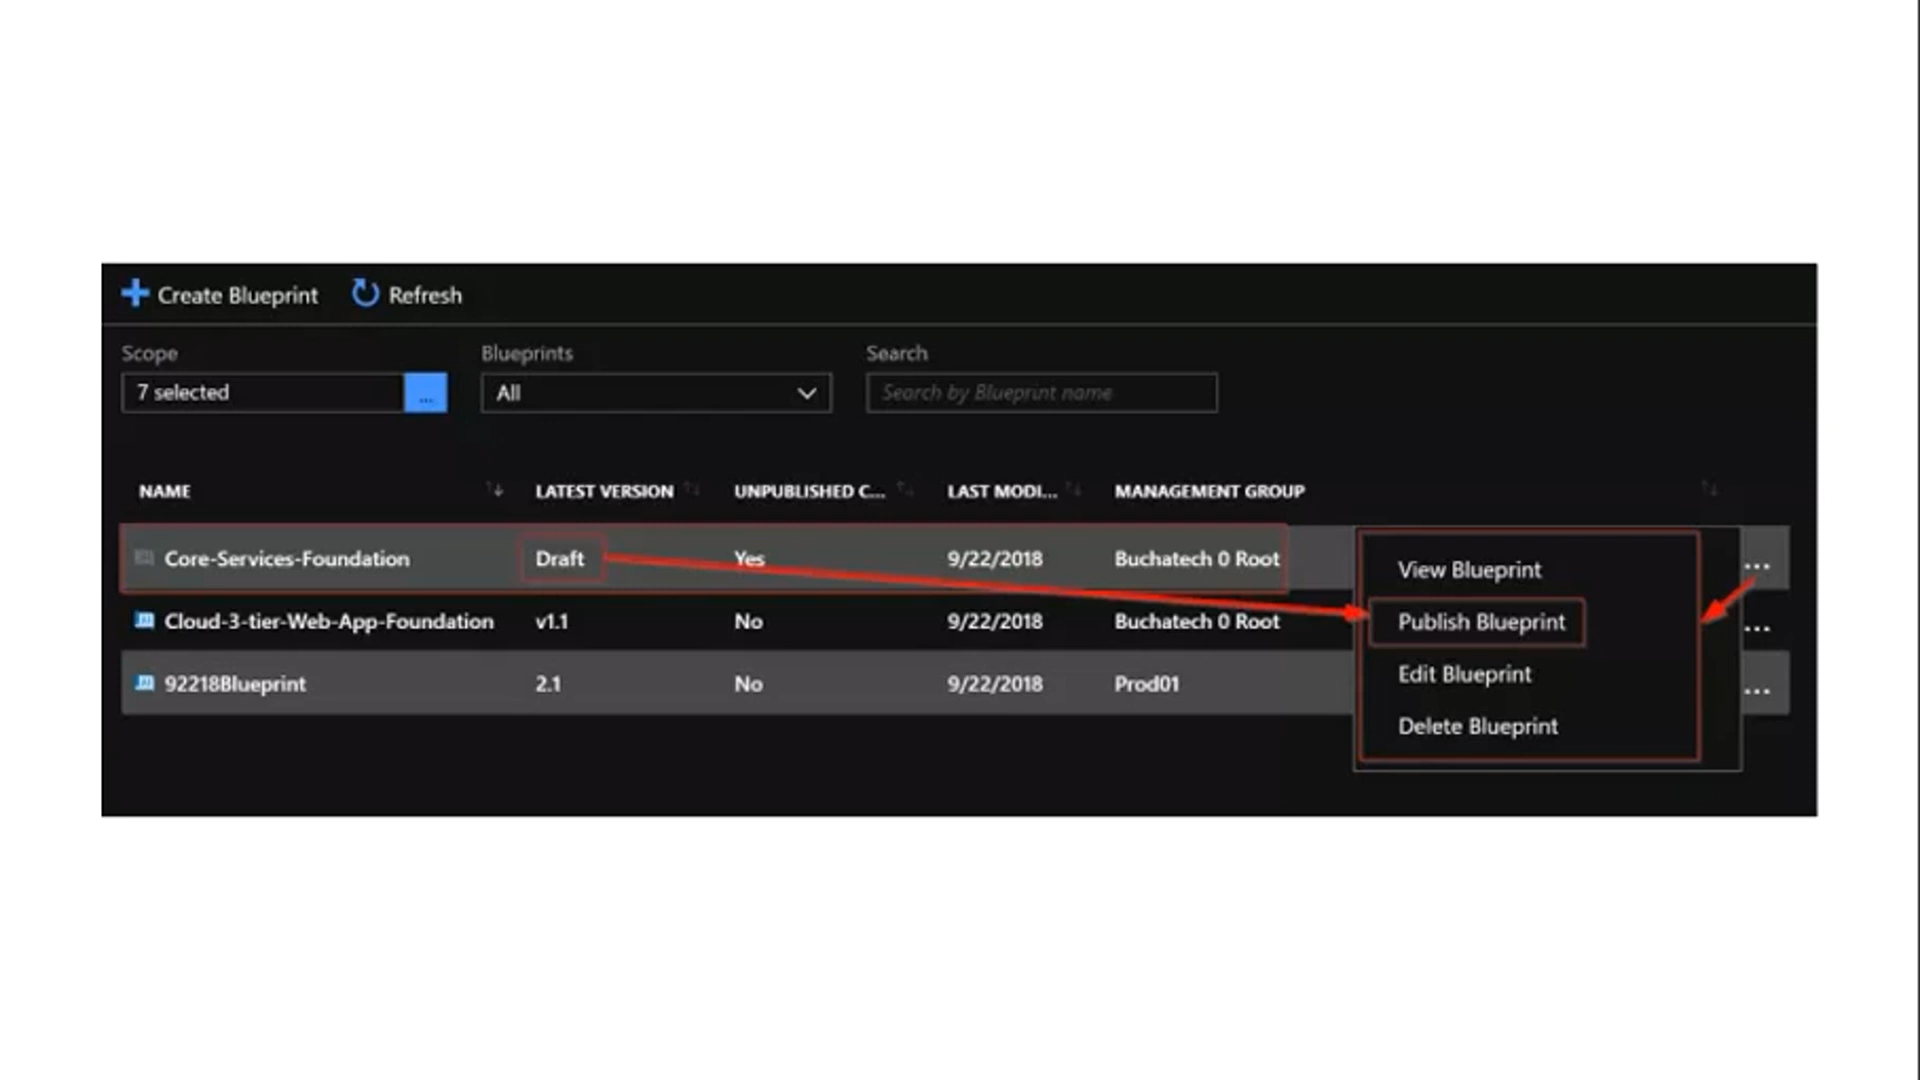 Create Blueprint Refresh
Scope Blueprints Search
7 selected ... All Search by Blueprint name
NAME LATEST VERSION UNPUBLISHED C... LAST MODI... MANAGEMENT GROUP
Core-Services-Foundation Draft Yes 9/22/2018 Buchatech 0 Root ...
Cloud-3-tier-Web-App-Foundation v1.1 No 9/22/2018 Buchatech 0 Root ...
92218Blueprint 2.1 No 9/22/2018 Prod01 ...
View Blueprint
Publish Blueprint
Edit Blueprint
Delete Blueprint